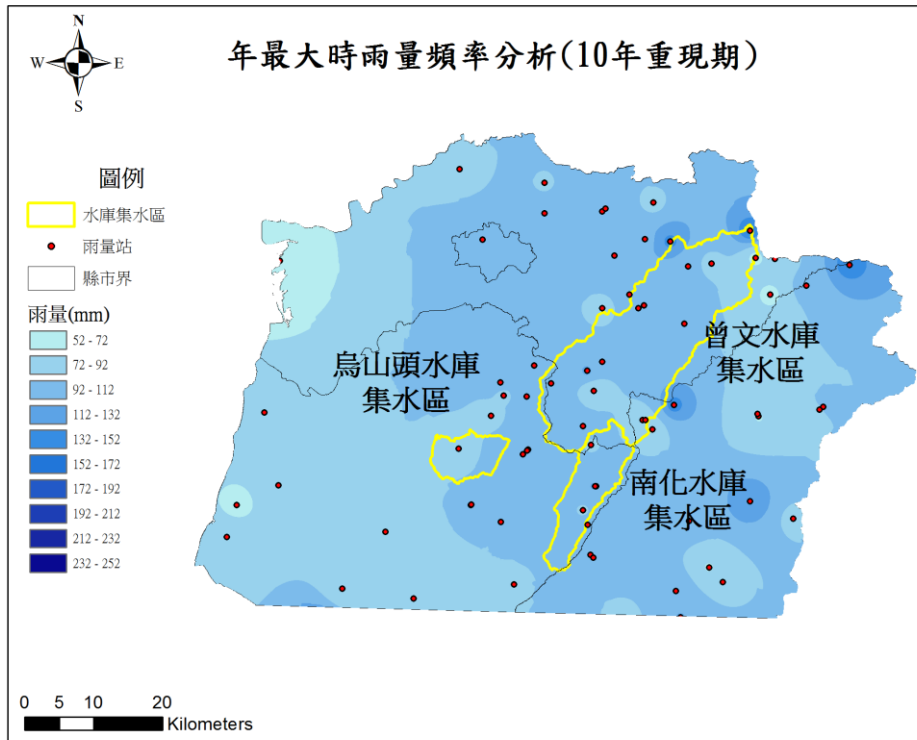 N
年最大時雨量頻率分析(10年重現期)
W
E
S
圖例
水庫集水區
雨量站
縣市界
雨量(mm)
52 - 72
72 - 92
92 - 112
112 - 132
132 - 152
152 - 172
172 - 192
192 - 212
212 - 232
232 - 252
曾文水庫
集水區
烏山頭水庫
集水區
南化水庫
集水區
0 5 10 20
Kilometers